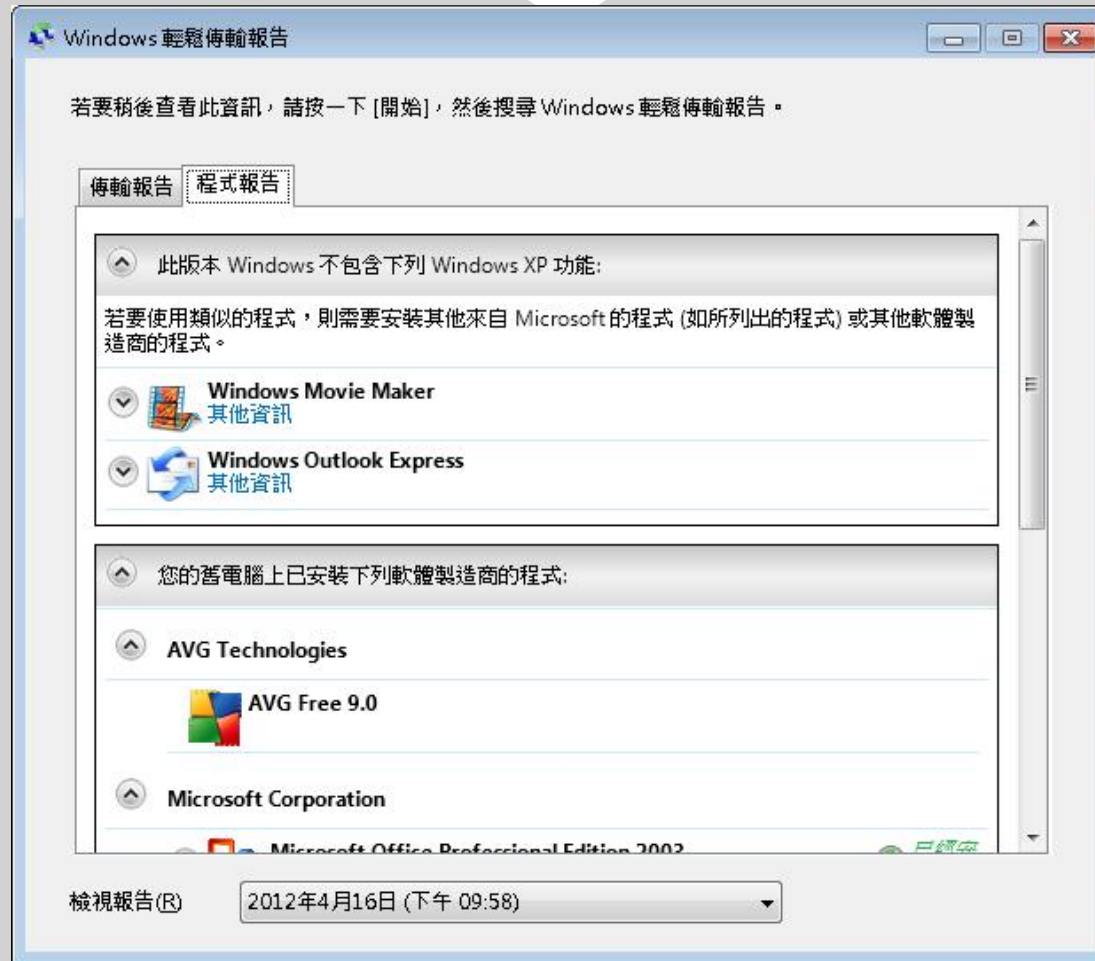 Windows 輕鬆傳輸報告
若要稍後查看此資訊，請按一下 [開始]，然後搜尋 Windows 輕鬆傳輸報告。
傳輸報告 程式報告
此版本 Windows 不包含下列 Windows XP 功能:
若要使用類似的程式，則需要安裝其他來自 Microsoft 的程式 (如所列出的程式) 或其他軟體製
造商的程式。
Windows Movie Maker
其他資訊
Windows Outlook Express
其他資訊
您的舊電腦上已安裝下列軟體製造商的程式:
AVG Technologies
AVG Free 9.0
Microsoft Corporation
Microsoft Office Professional Edition 2003 已經安
檢視報告(R) 2012年4月16日 (下午 09:58)